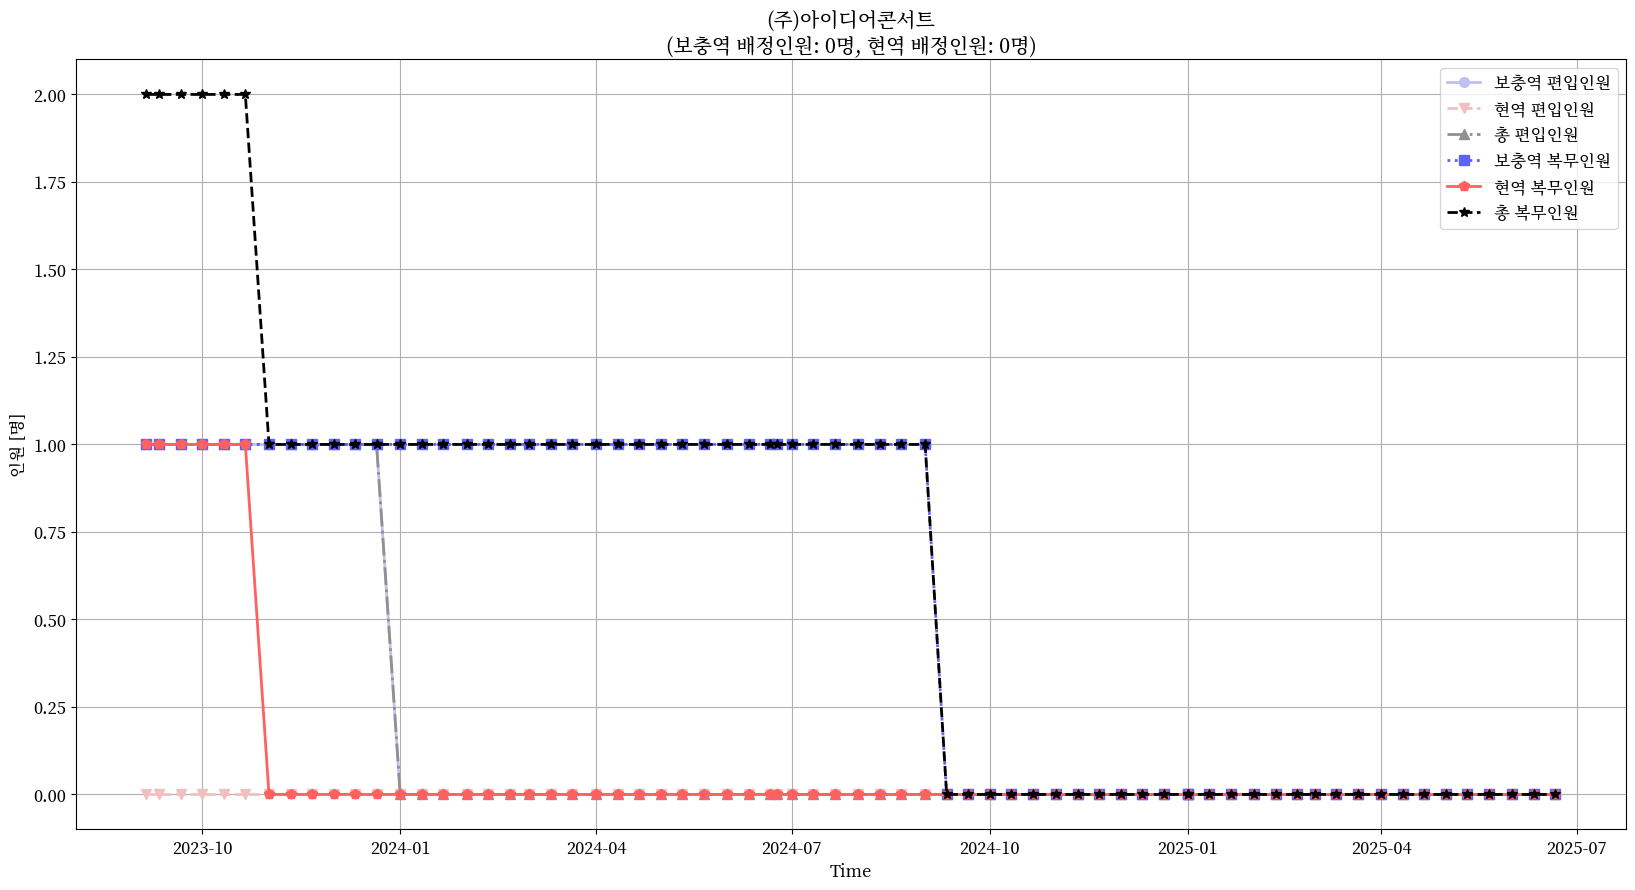 (주)아이디어콘서트
(보충역 배정인원: 0명, 현역 배정인원: 0명)
보충역 편입인원
현역 편입인원
총 편입인원
보충역 복무인원
현역 복무인원
총 복무인원
인원 [명]
2.00
1.75
1.50
1.25
1.00
0.75
0.50
0.25
0.00
2023-10 2024-01 2024-04 2024-07 2024-10 2025-01 2025-04 2025-07
Time